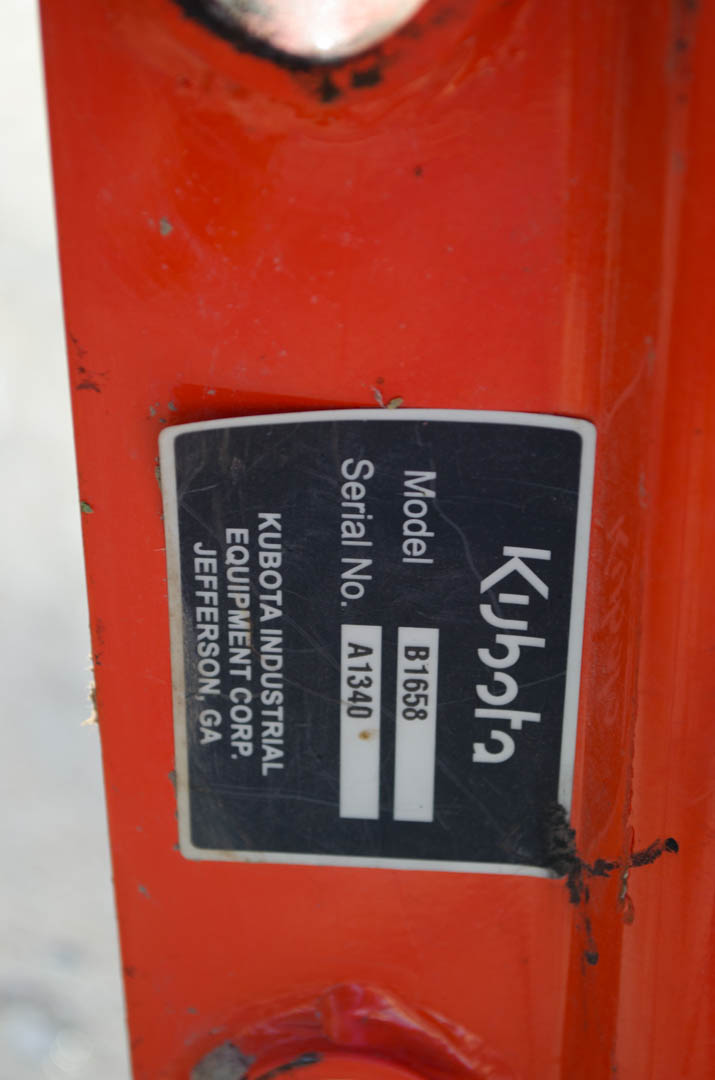 Kubota
Model B1658
Serial No. A1340
KUBOTA INDUSTRIAL
EQUIPMENT CORP.
JEFFERSON, GA